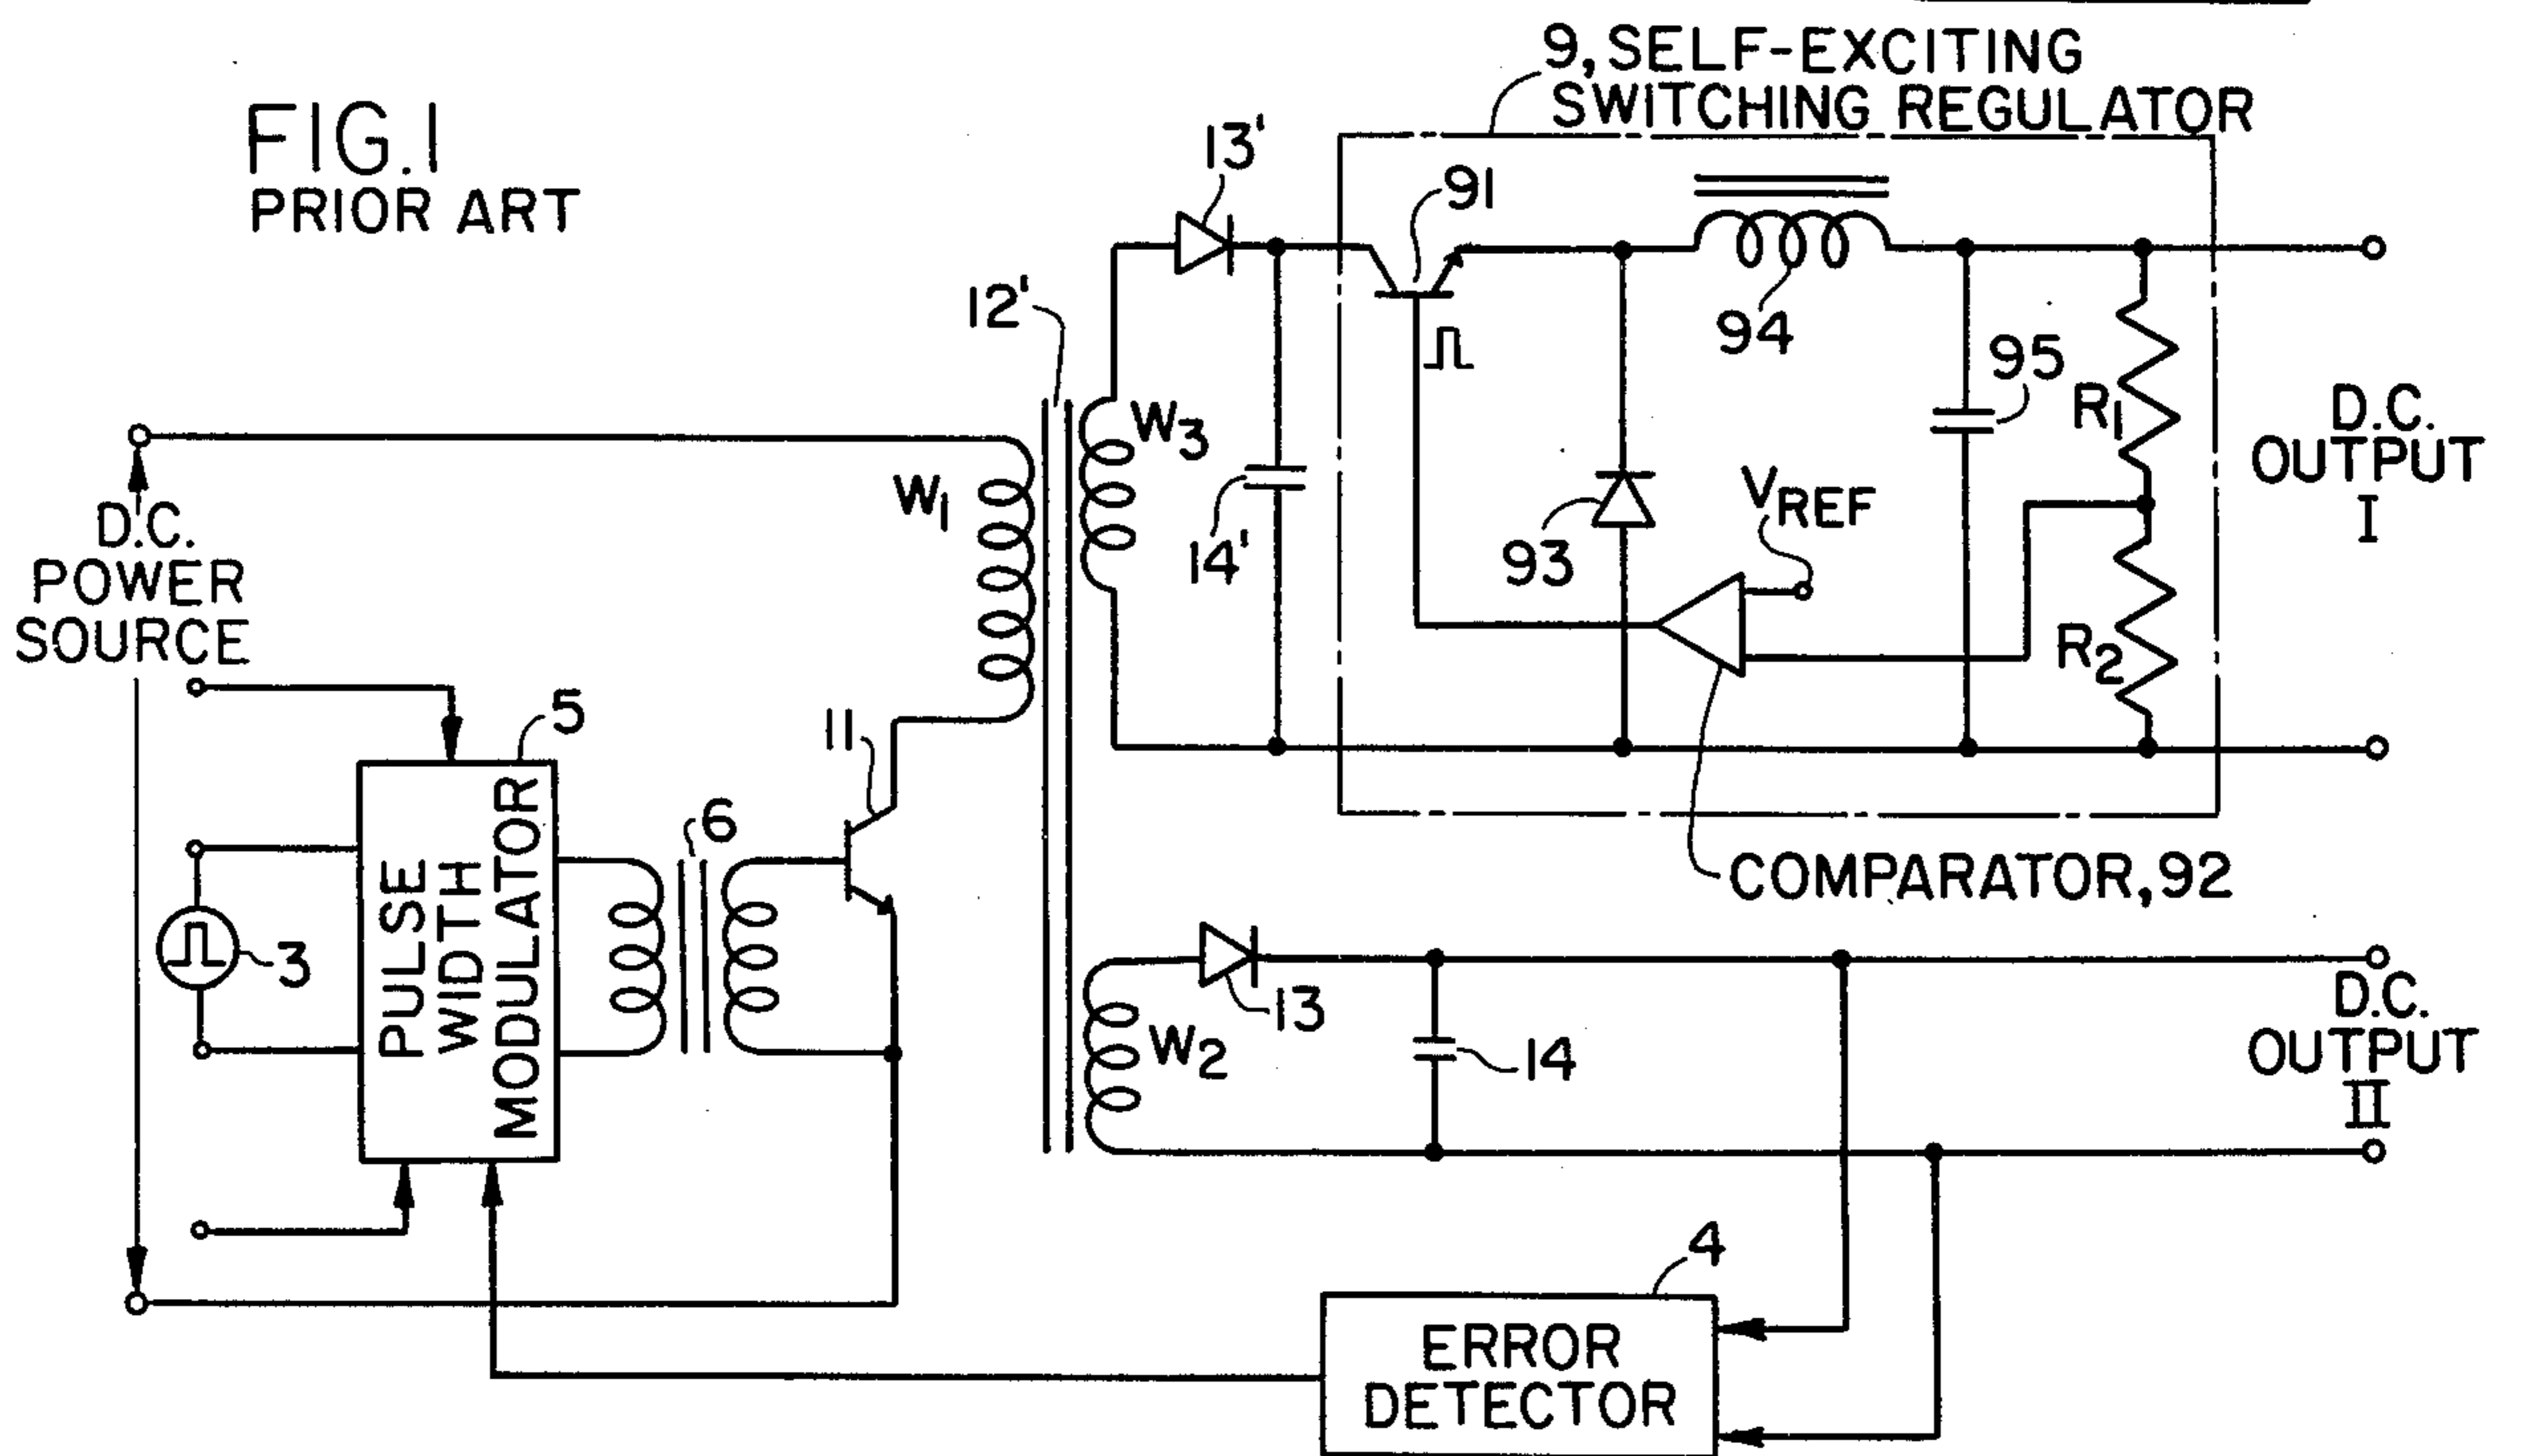 FIG.1
PRIOR ART
9, SELF-EXCITING
SWITCHING REGULATOR
13'
91
12'
94
95
R1
D.C.
OUTPUT
I
W3
W1
14'
93
VREF
R2
D.C.
POWER
SOURCE
5
11
6
COMPARATOR, 92
PULSE
WIDTH
MODULATOR
3
13
W2
14
D.C.
OUTPUT
II
4
ERROR
DETECTOR